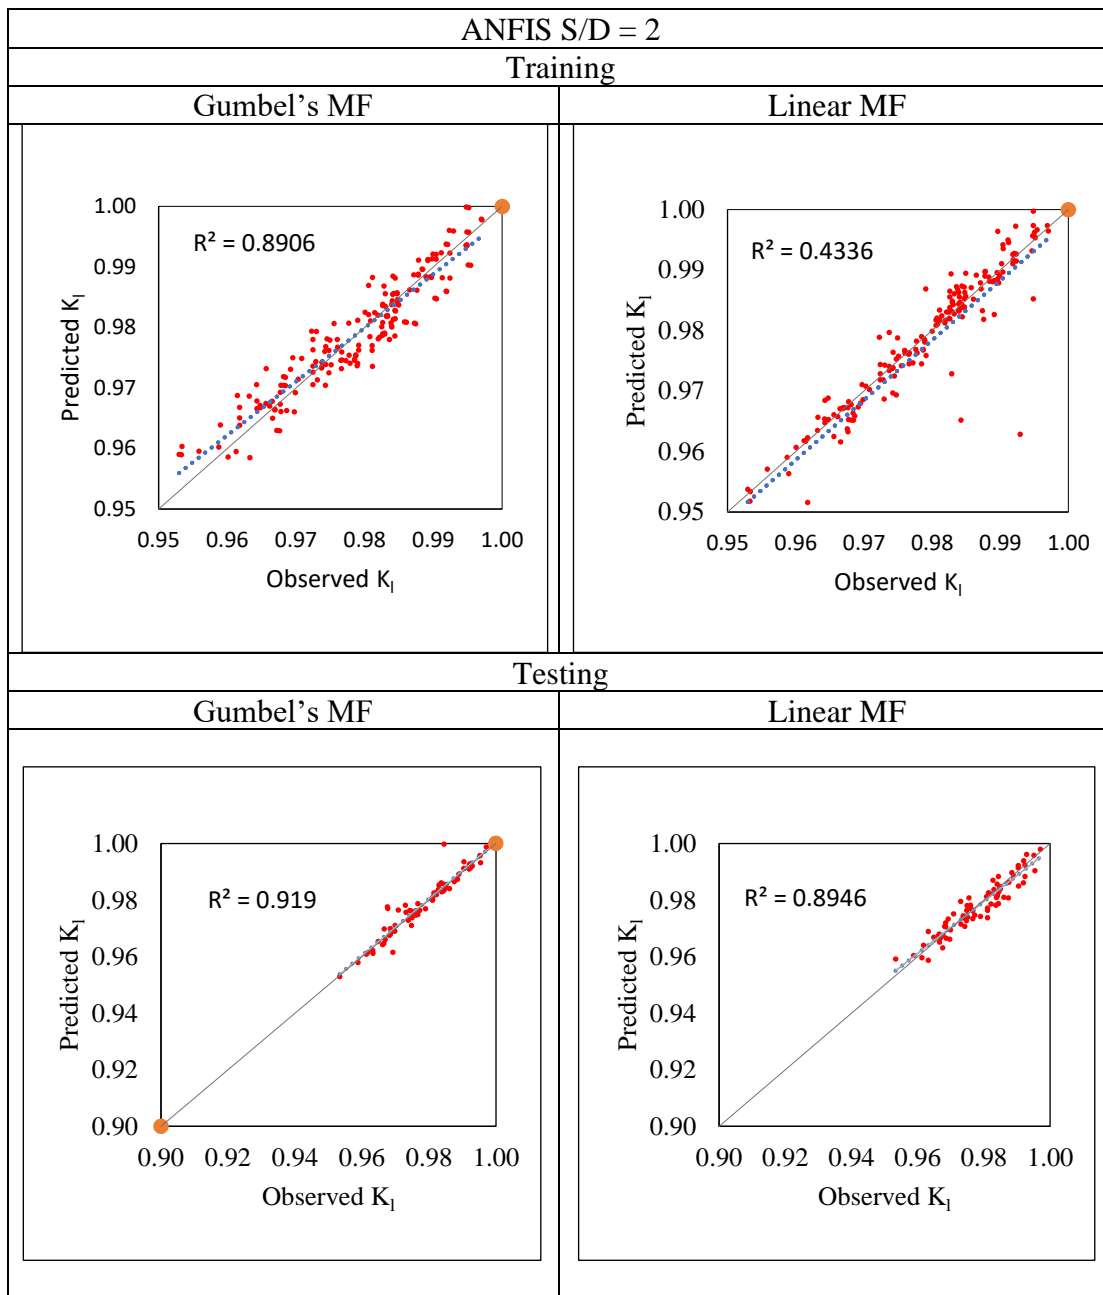 ANFIS S/D = 2
Training
Gumbel’s MF
Linear MF
R² = 0.8906
1.00
0.99
0.98
0.97
0.96
0.95
Predicted Kl
0.95 0.96 0.97 0.98 0.99 1.00
Observed Kl
R² = 0.4336
1.00
0.99
0.98
0.97
0.96
0.95
Predicted Kl
0.95 0.96 0.97 0.98 0.99 1.00
Observed Kl
Testing
Gumbel’s MF
Linear MF
R² = 0.919
1.00
0.98
0.96
0.94
0.92
0.90
Predicted Kl
0.90 0.92 0.94 0.96 0.98 1.00
Observed Kl
R² = 0.8946
1.00
0.98
0.96
0.94
0.92
0.90
Predicted Kl
0.90 0.92 0.94 0.96 0.98 1.00
Observed Kl